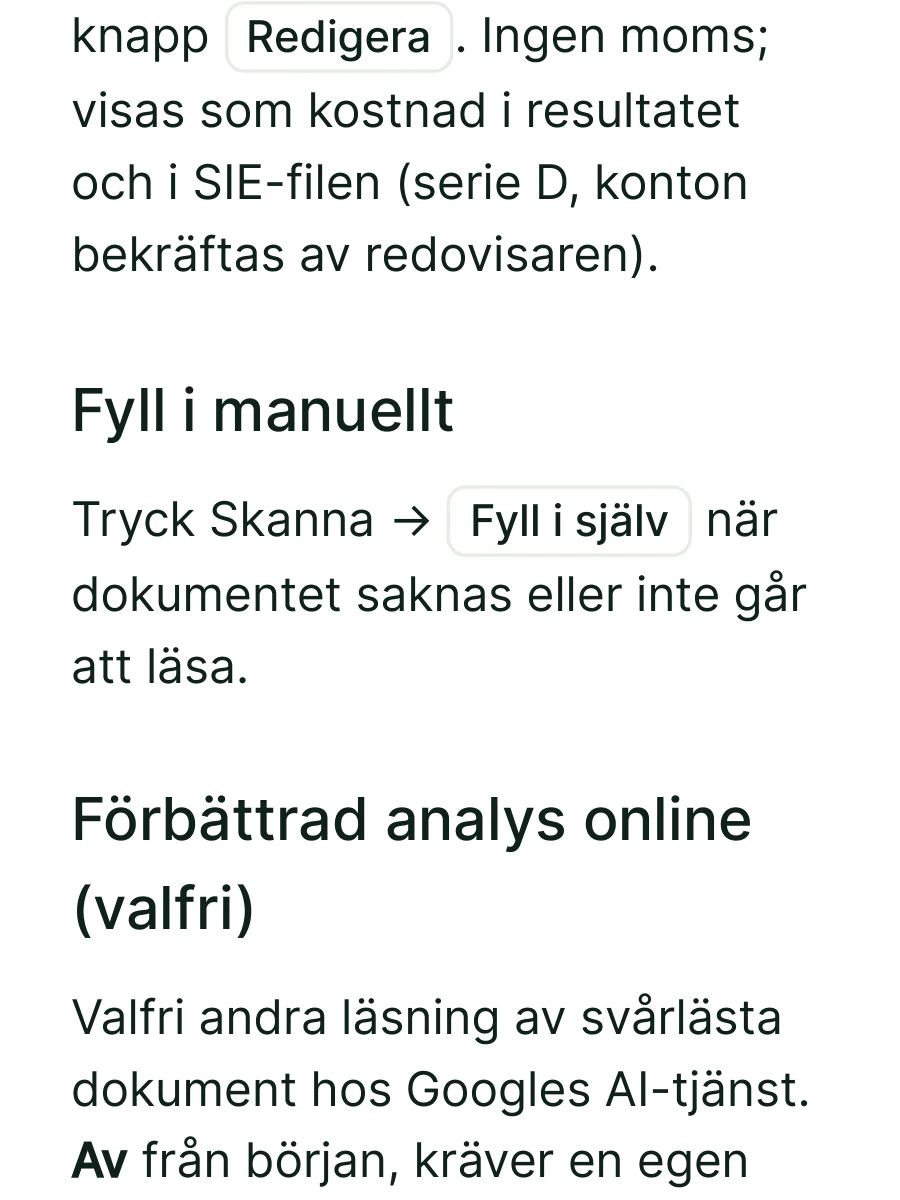 knapp Redigera. Ingen moms;
visas som kostnad i resultatet
och i SIE-filen (serie D, konton
bekräftas av redovisaren).
Fyll i manuellt
Tryck Skanna → Fyll i själv när
dokumentet saknas eller inte går
att läsa.
Förbättrad analys online
(valfri)
Valfri andra läsning av svårlästa
dokument hos Googles AI-tjänst.
Av från början, kräver en egen